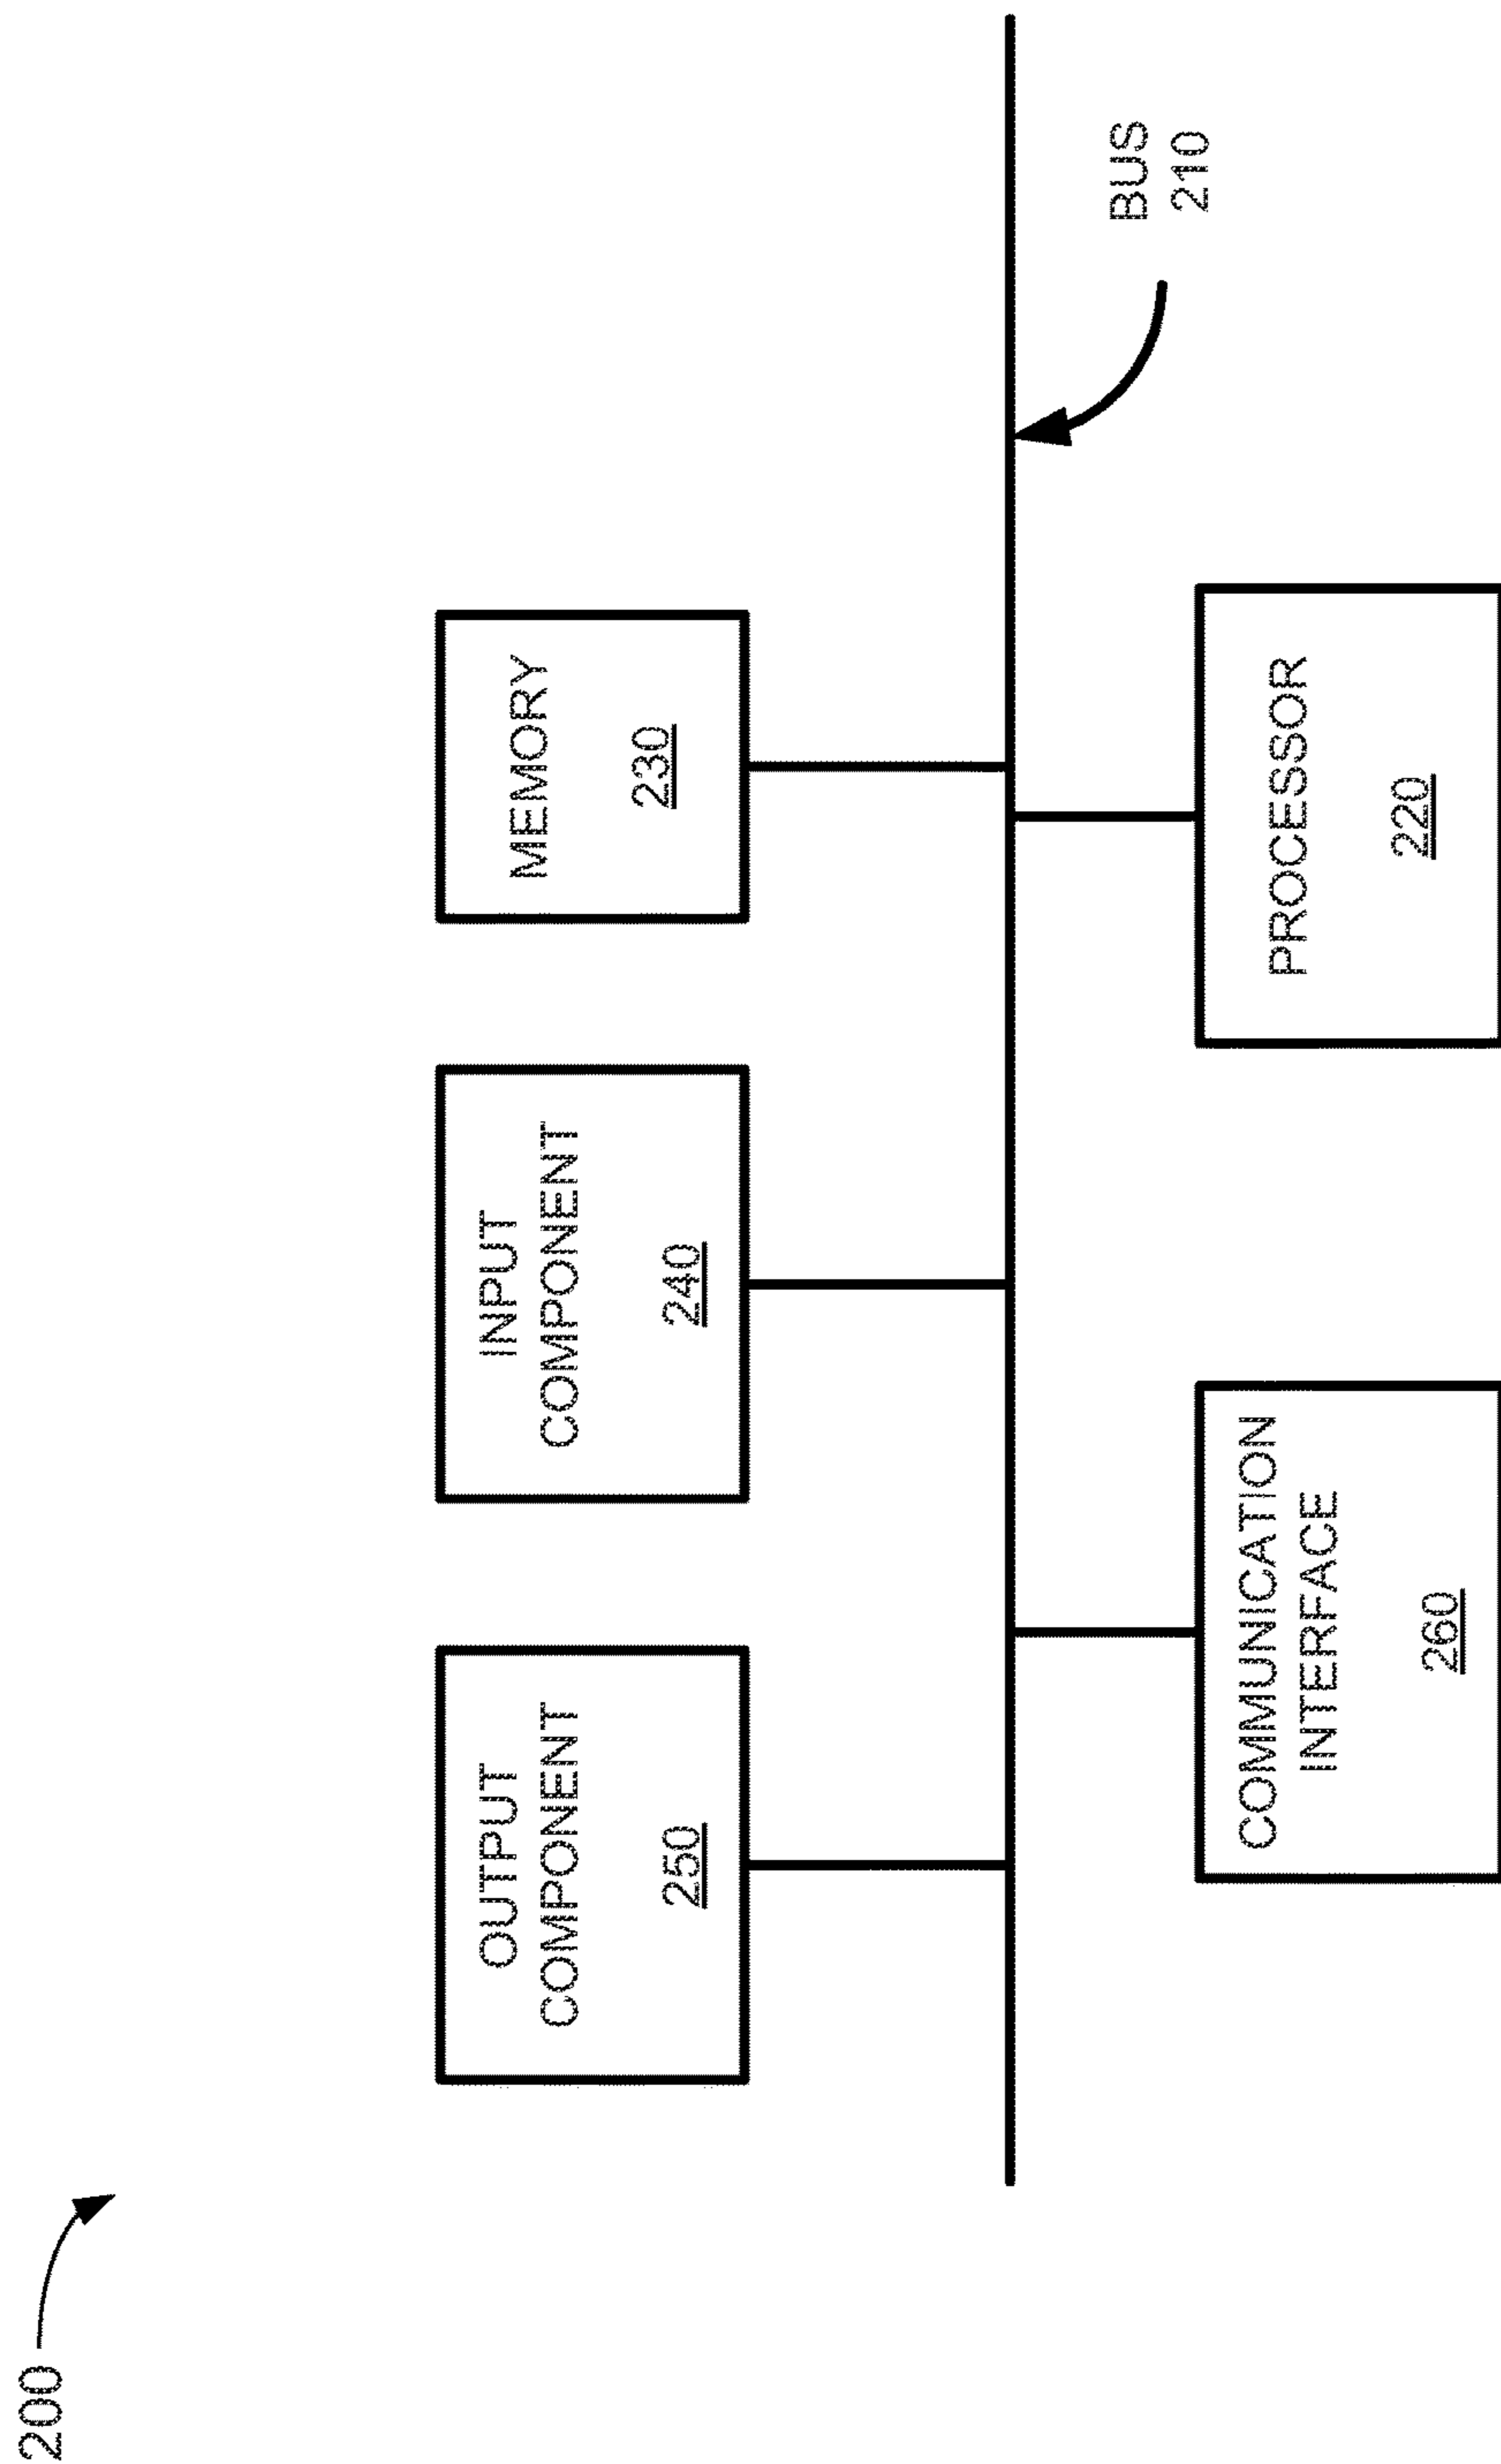 200
OUTPUT
COMPONENT
250
INPUT
COMPONENT
240
MEMORY
230
BUS
210
COMMUNICATION
INTERFACE
260
PROCESSOR
220